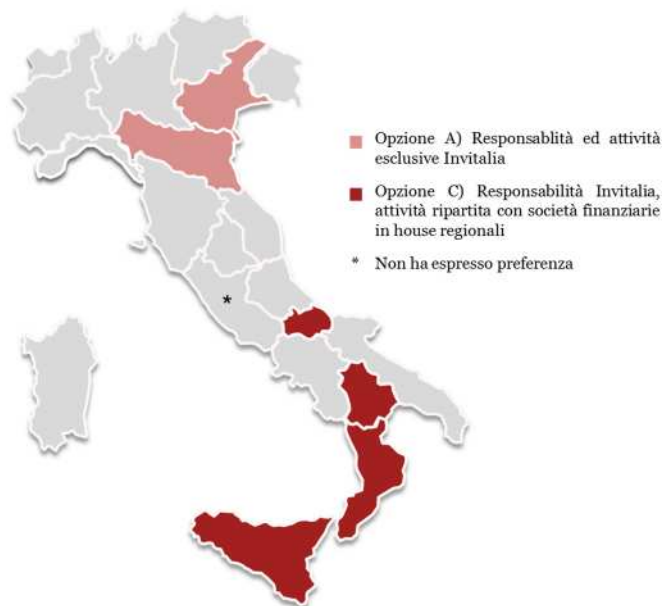 Opzione A) Responsablità ed attività
esclusive Invitalia
Opzione C) Responsabilità Invitalia,
attività ripartita con società finanziarie
in house regionali
* Non ha espresso preferenza
*